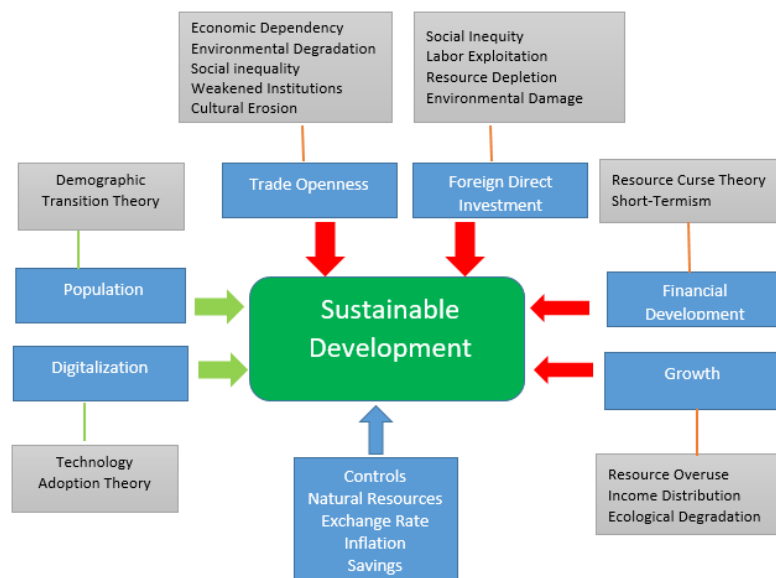 Economic Dependency
Environmental Degradation
Social inequality
Weakened Institutions
Cultural Erosion
Social Inequity
Labor Exploitation
Resource Depletion
Environmental Damage
Demographic
Transition Theory
Trade Openness
Foreign Direct
Investment
Resource Curse Theory
Short-Termism
Population
Sustainable
Development
Financial
Development
Digitalization
Growth
Technology
Adoption Theory
Controls
Natural Resources
Exchange Rate
Inflation
Savings
Resource Overuse
Income Distribution
Ecological Degradation